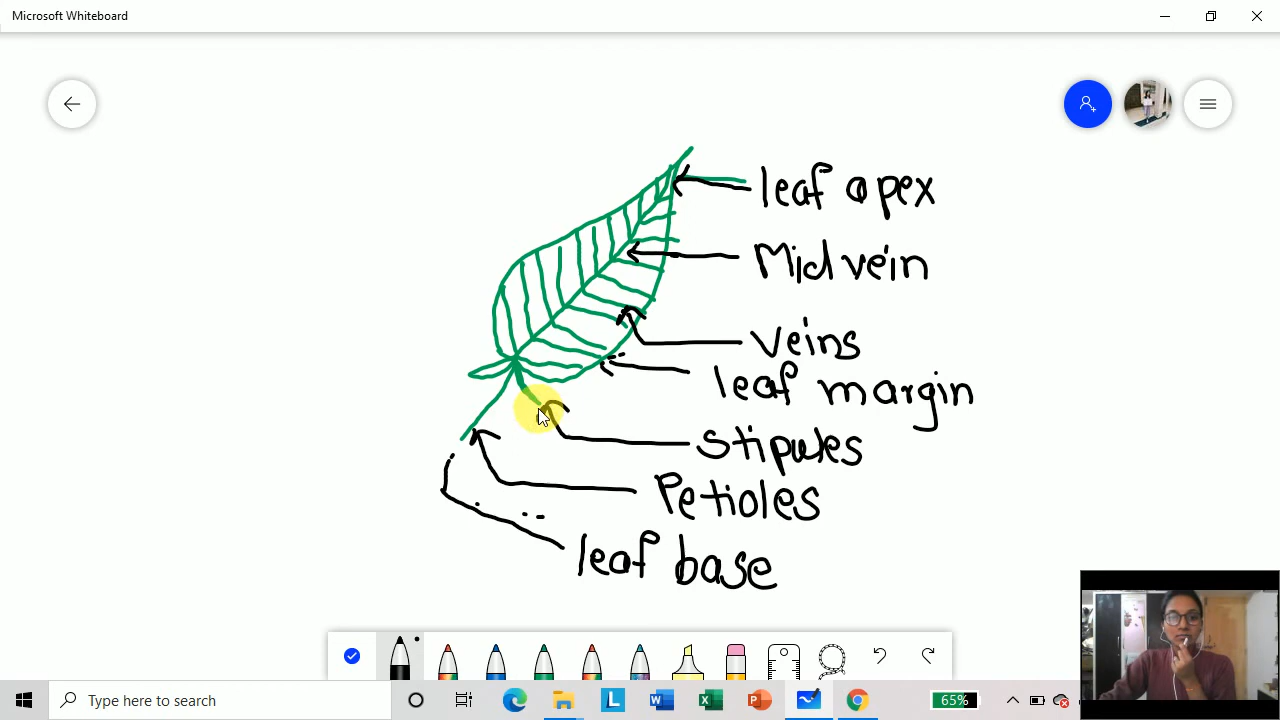 Microsoft Whiteboard
leaf apex
Midvein
Veins
leaf margin
Stipules
Petioles
leaf base
65%
Type here to search